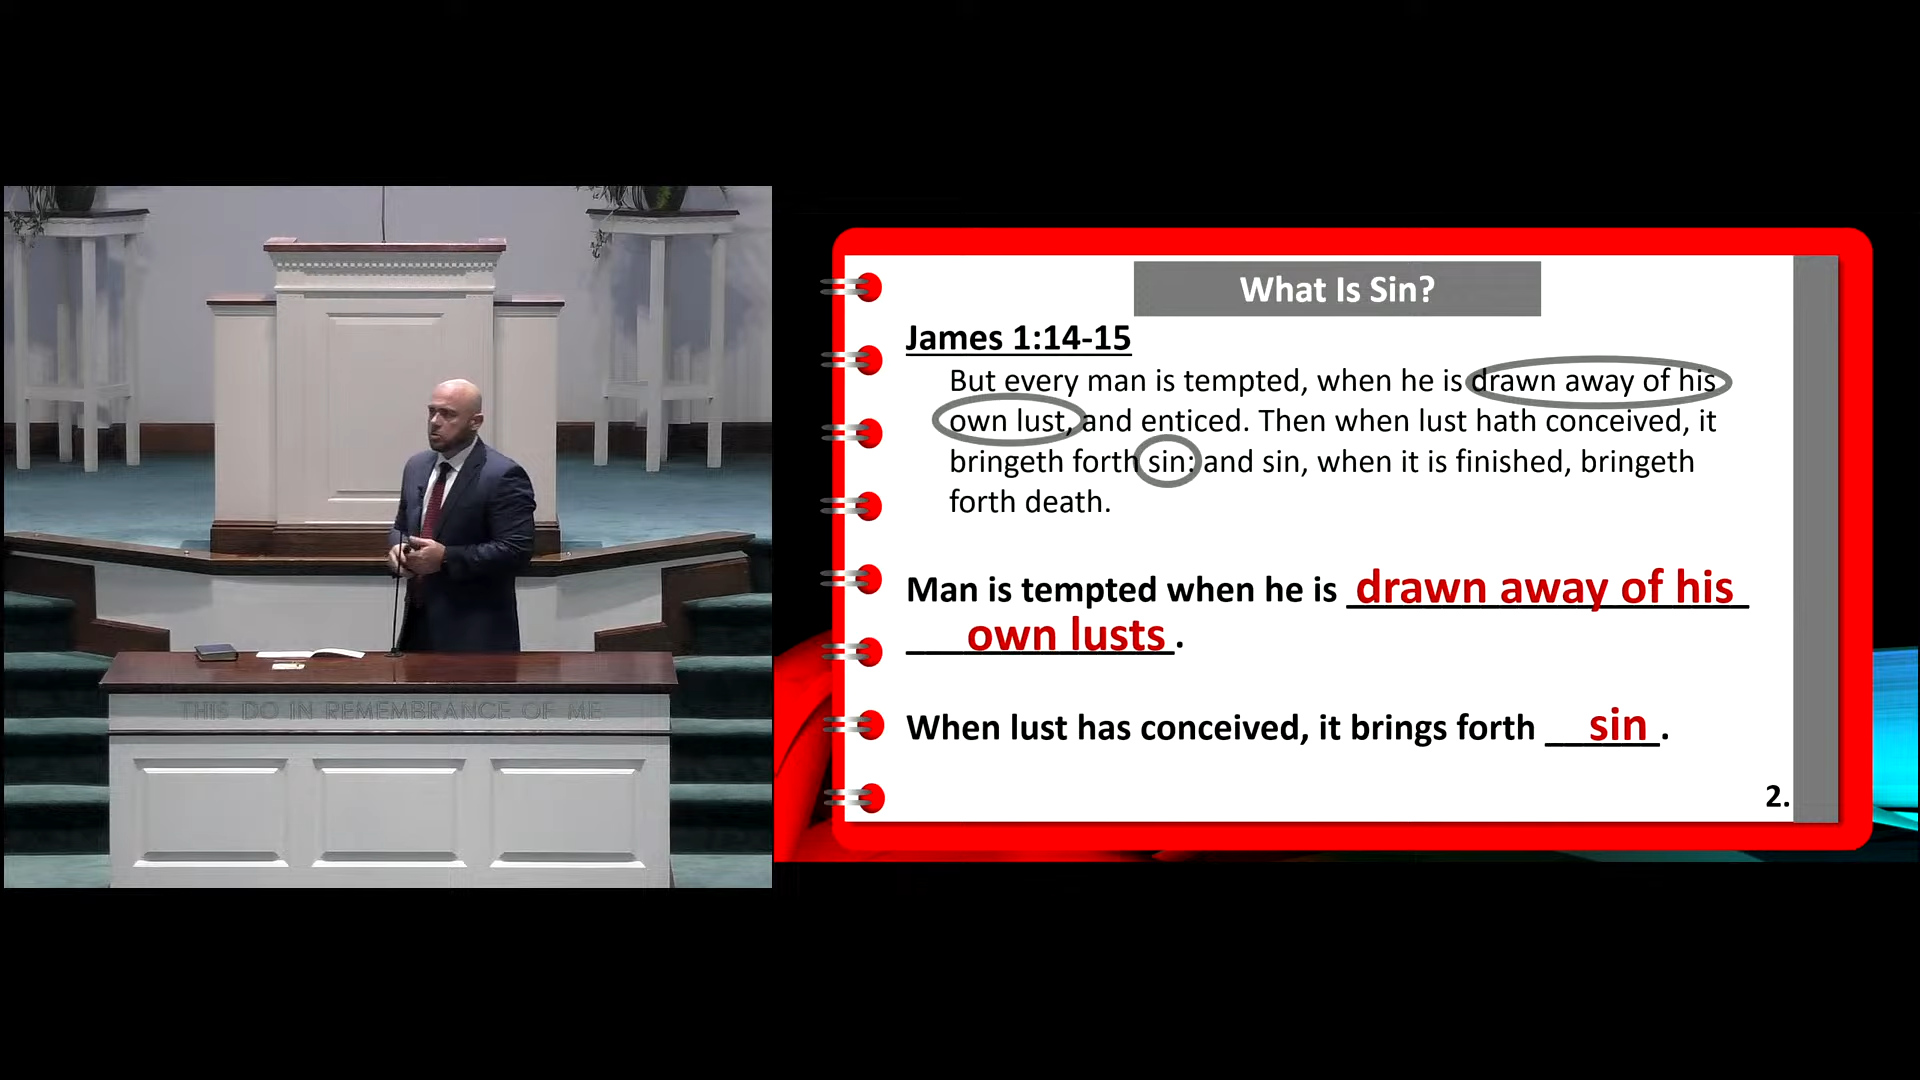 THIS DO IN REMEMBRANCE OF ME
What Is Sin?
James 1:14-15
But every man is tempted, when he is drawn away of his
own lust, and enticed. Then when lust hath conceived, it
bringeth forth sin: and sin, when it is finished, bringeth
forth death.
Man is tempted when he is drawn away of his
own lusts.
When lust has conceived, it brings forth sin.
2.